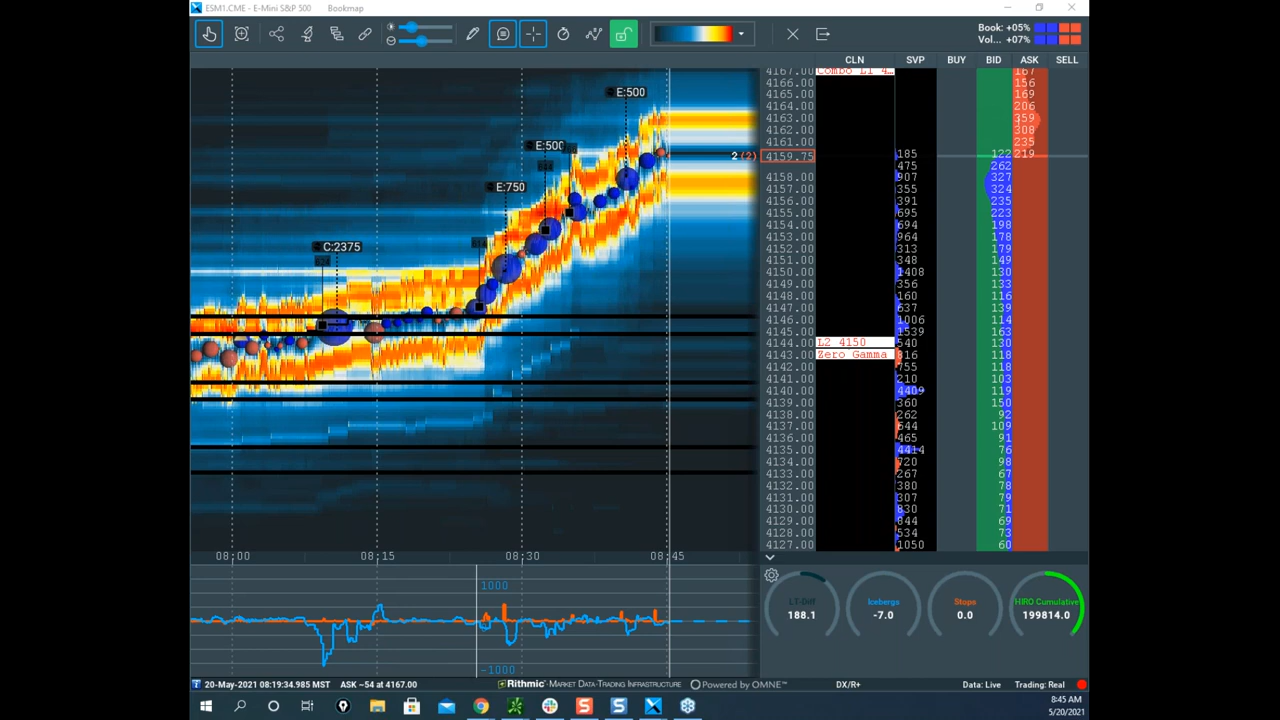 ESM1.CME - E-Mini S&P 500 Bookmap
Book: +05%
Vol... +07%
CLN SVP BUY BID ASK SELL
4167.00 Combo L1 4... 167
4166.00 156
4165.00 169
4164.00 206
4163.00 359
4162.00 308
4161.00 235
2 (2) 4159.75 185 122 219
475 262
4158.00 907 327
4157.00 355 324
4156.00 391 235
4155.00 695 223
4154.00 694 198
4153.00 964 178
4152.00 313 179
4151.00 348 149
4150.00 1408 130
4149.00 356 133
4148.00 160 116
4147.00 637 163
4146.00 1006 114
4145.00 1539 139
4144.00 L2 4150 540 130
4143.00 Zero Gamma 816 118
4142.00 755 118
4141.00 210 103
4140.00 4409 119
4139.00 360 150
4138.00 262 92
4137.00 644 109
4136.00 465 91
4135.00 4414 76
4134.00 720 98
4133.00 267 67
4132.00 380 78
4131.00 307 79
4130.00 830 71
4129.00 844 69
4128.00 534 73
4127.00 1050 60
E:500
E:500
E:750
C:2375
08:00 08:15 08:30 08:45
1000
-1000
LT-Diff
188.1
Icebergs
-7.0
Stops
0.0
HIRO Cumulative
199814.0
20-May-2021 08:19:34.985 MST ASK ~54 at 4167.00 Rithmic - MARKET DATA-TRADING INFRASTRUCTURE Powered by OMNE™ DX/R+ Data: Live Trading: Real
8:45 AM
5/20/2021